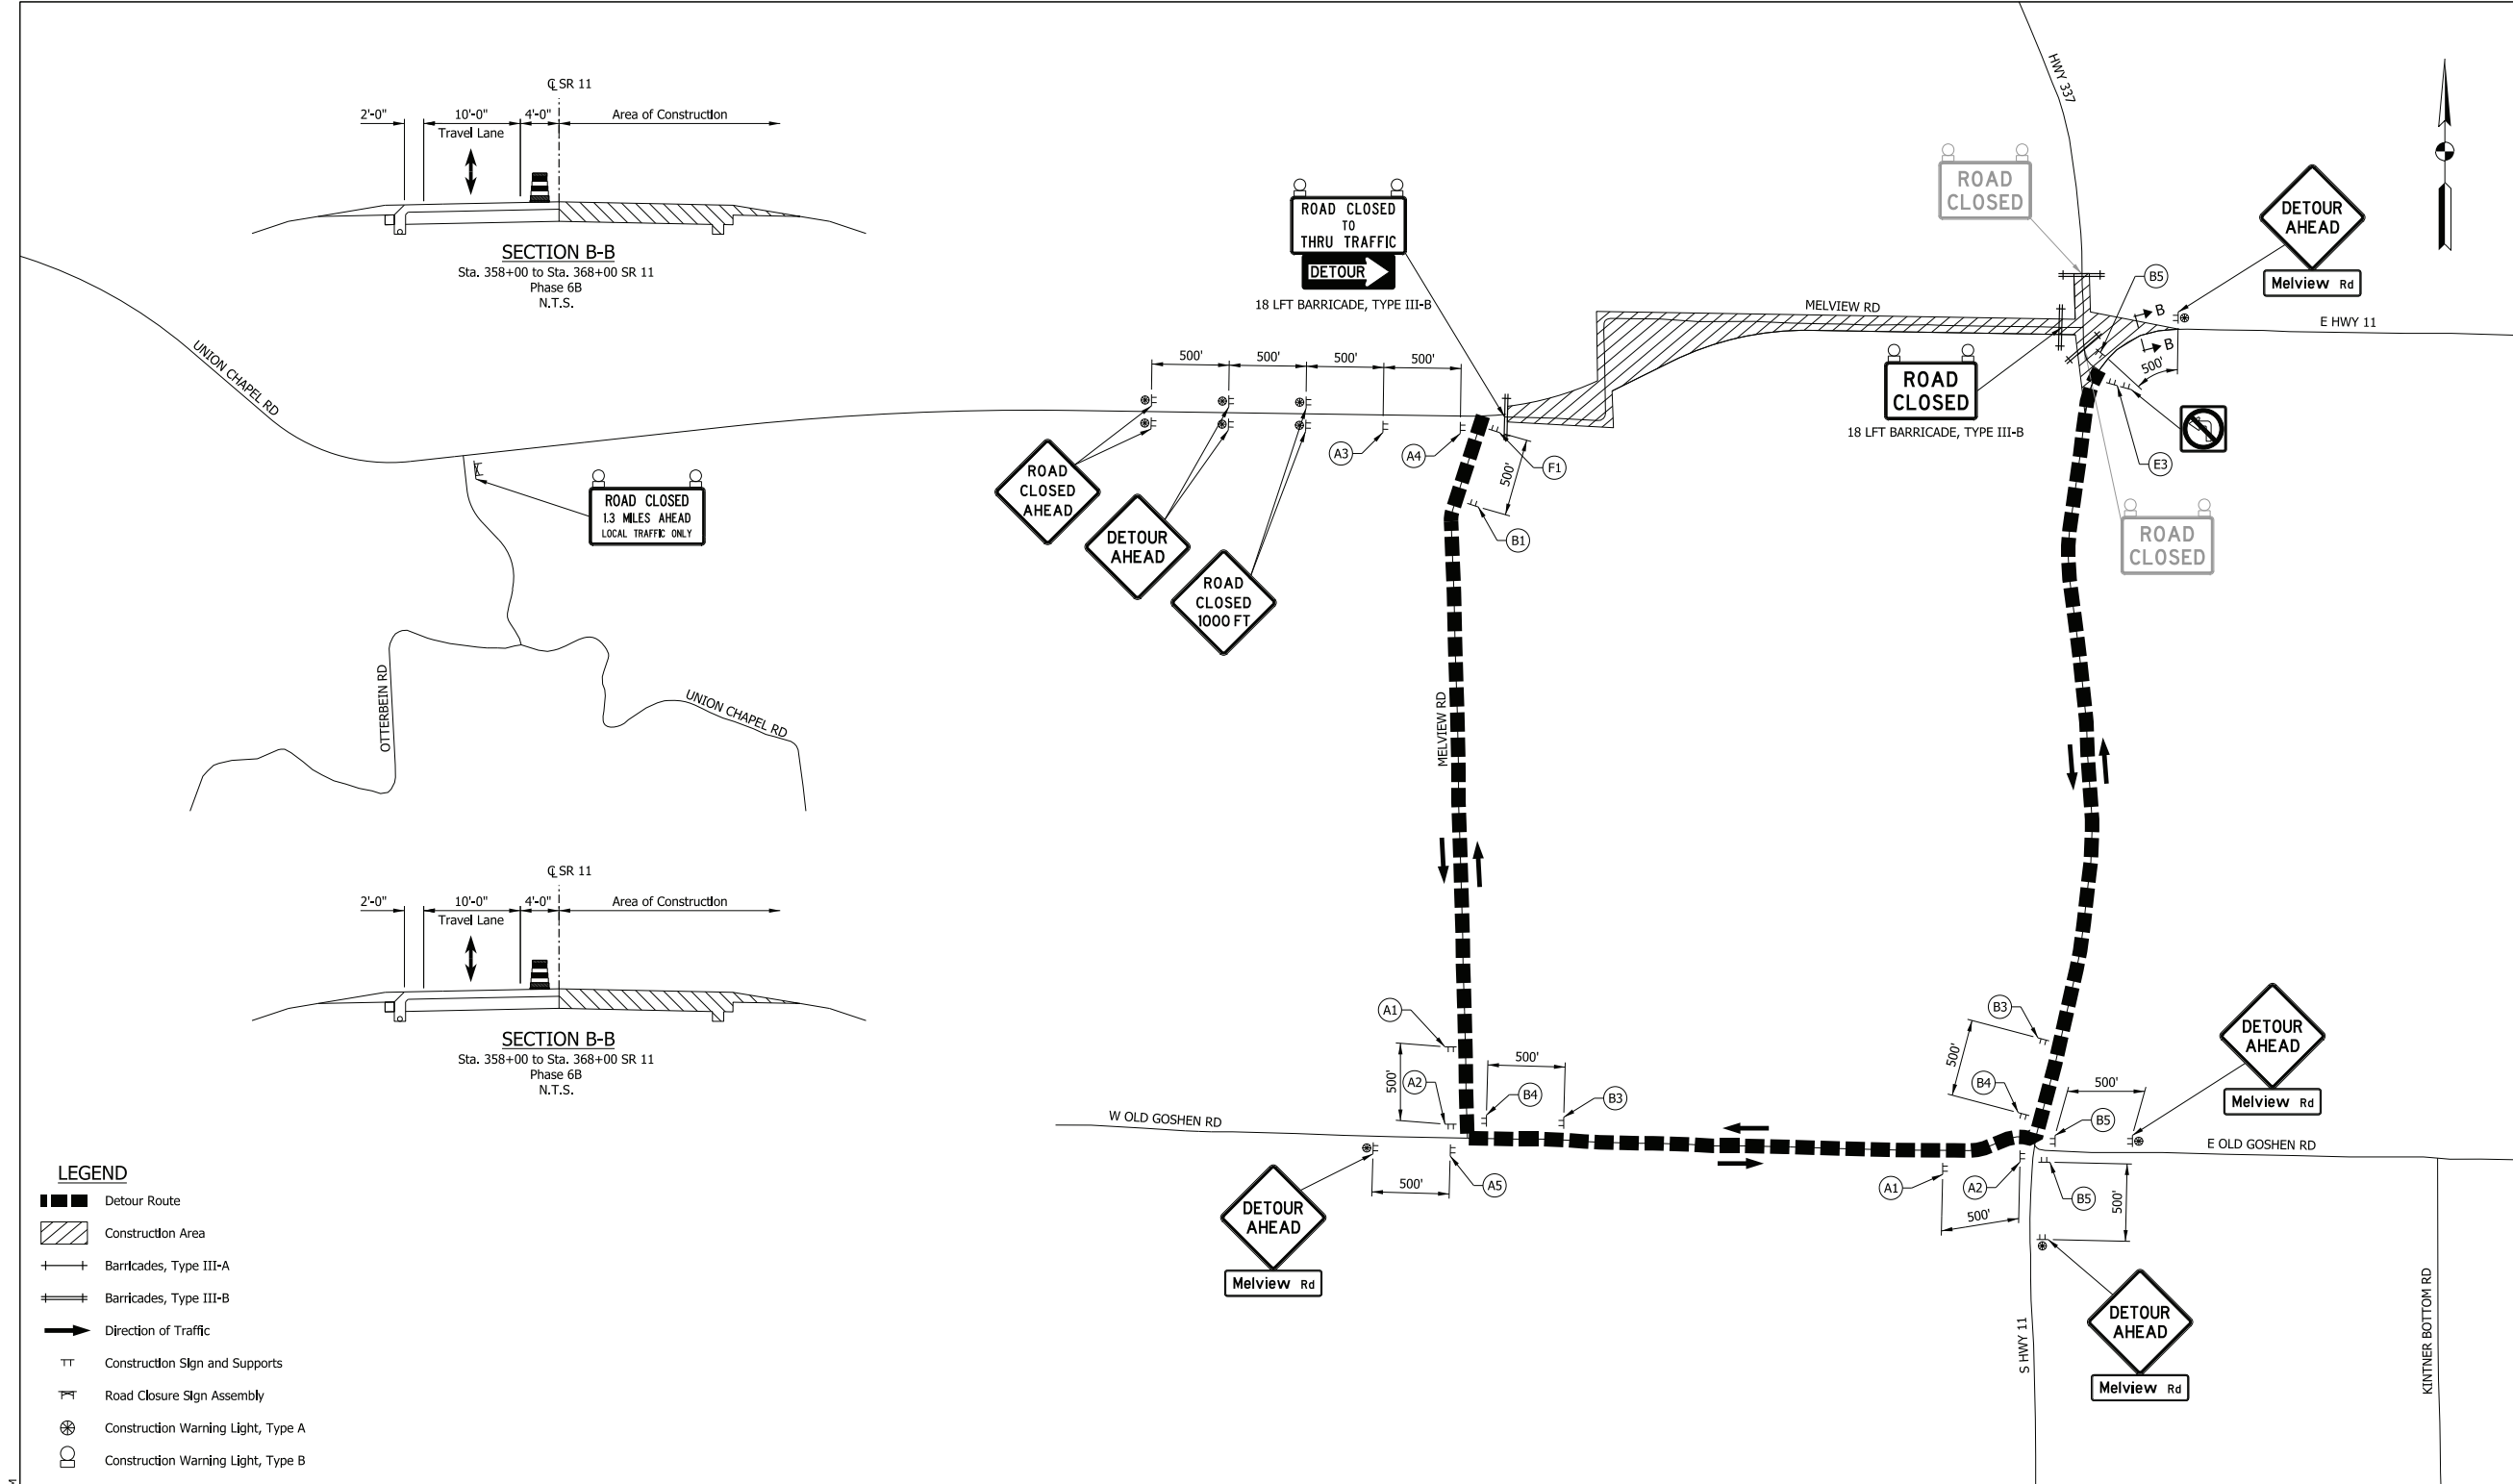 ℄ SR 11
2'-0"
10'-0"
4'-0"
Area of Construction
Travel Lane
SECTION B-B
Sta. 358+00 to Sta. 368+00 SR 11
Phase 6B
N.T.S.
UNION CHAPEL RD
ROAD CLOSED
1.3 MILES AHEAD
LOCAL TRAFFIC ONLY
OTTERBEIN RD
UNION CHAPEL RD
℄ SR 11
2'-0"
10'-0"
4'-0"
Area of Construction
Travel Lane
SECTION B-B
Sta. 358+00 to Sta. 368+00 SR 11
Phase 6B
N.T.S.
LEGEND
Detour Route
Construction Area
Barricades, Type III-A
Barricades, Type III-B
Direction of Traffic
Construction Sign and Supports
Road Closure Sign Assembly
Construction Warning Light, Type A
Construction Warning Light, Type B
HWY 337
ROAD
CLOSED
DETOUR
AHEAD
Melview Rd
ROAD CLOSED
TO
THRU TRAFFIC
DETOUR
18 LFT BARRICADE, TYPE III-B
MELVIEW RD
B5
B
B
E HWY 11
500'
ROAD
CLOSED
18 LFT BARRICADE, TYPE III-B
E3
ROAD
CLOSED
500'
500'
500'
500'
A3
A4
F1
500'
B1
ROAD
CLOSED
AHEAD
DETOUR
AHEAD
ROAD
CLOSED
1000 FT
MELVIEW RD
A1
500'
A2
500'
B4
B3
W OLD GOSHEN RD
500'
A5
DETOUR
AHEAD
Melview Rd
B3
500'
B4
500'
B5
DETOUR
AHEAD
Melview Rd
E OLD GOSHEN RD
A1
A2
500'
B5
500'
S HWY 11
DETOUR
AHEAD
Melview Rd
KINTNER BOTTOM RD